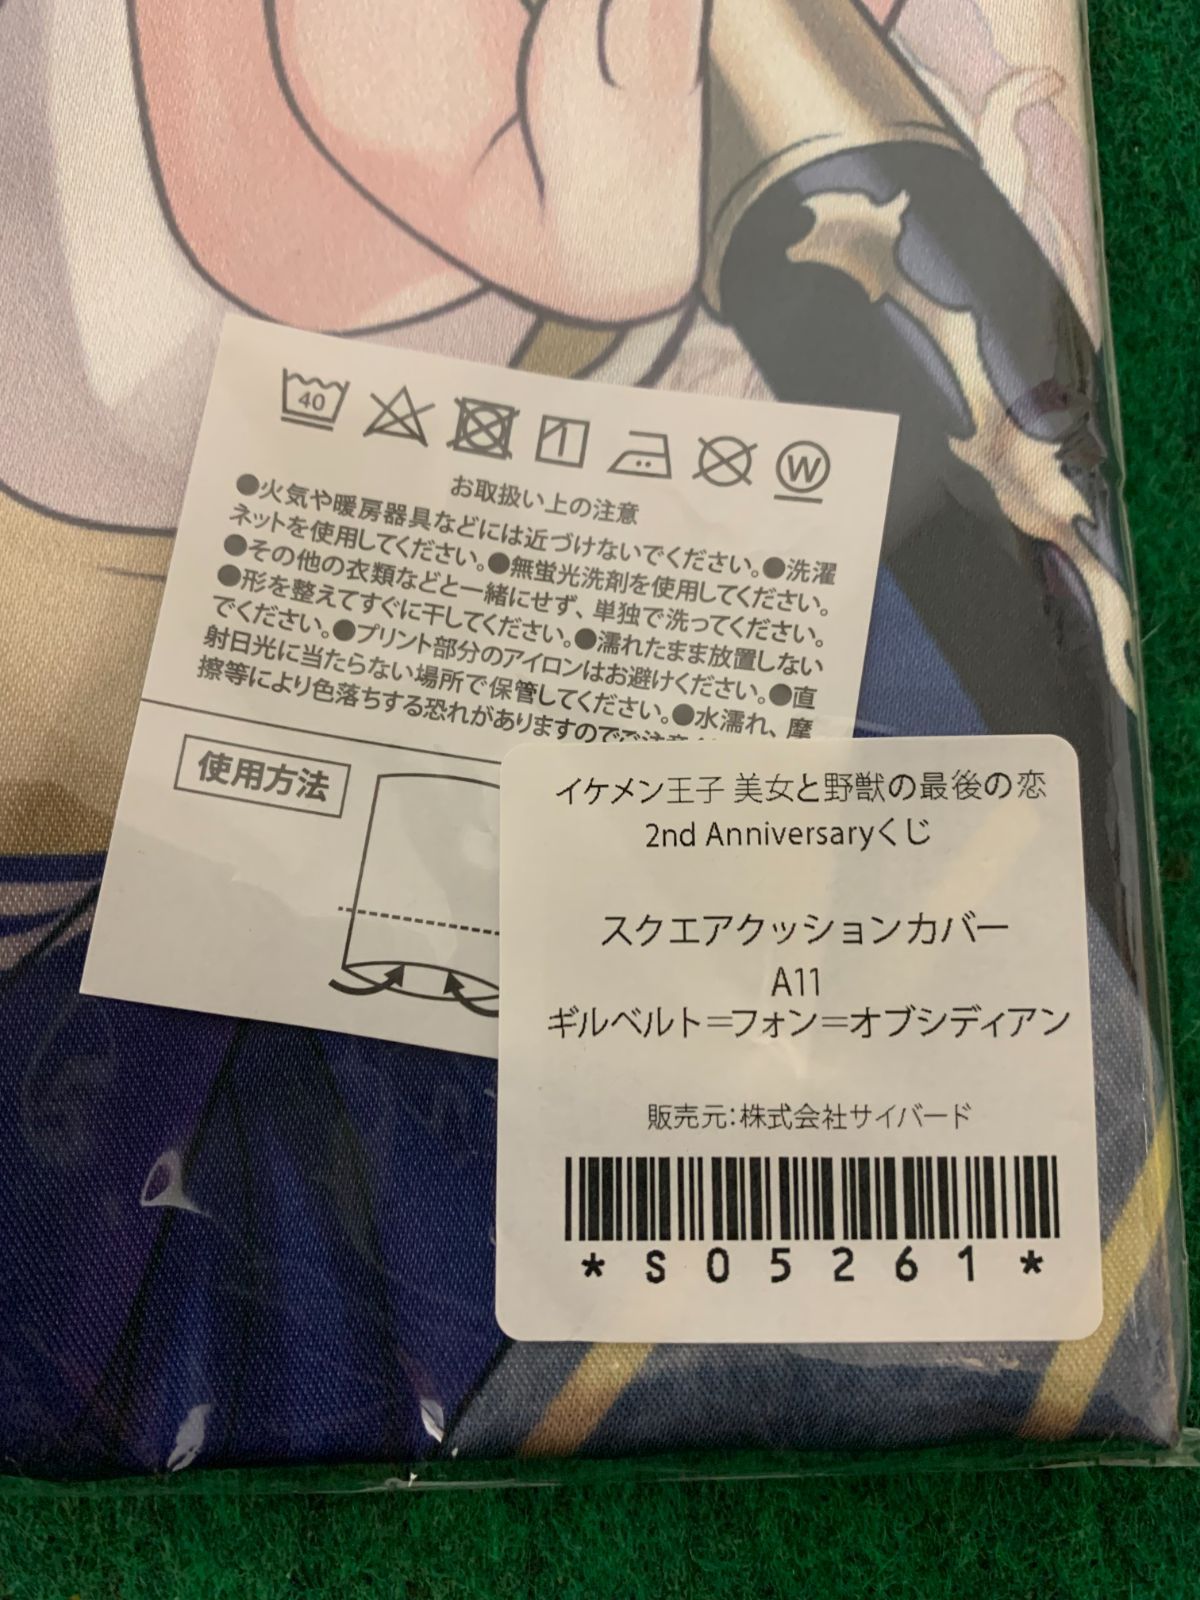 40
W
お取扱い上の注意
●火気や暖房器具などには近づけないでください。●洗濯
ネットを使用してください。●無蛍光洗剤を使用してください。
●その他の衣類などと一緒にせず、単独で洗ってください。
●形を整えてすぐに干してください。●濡れたまま放置しない
でください。●プリント部分のアイロンはお避けください。●直
射日光に当たらない場所で保管してください。●水濡れ、摩
擦等により色落ちする恐れがありますのでご注意く
使用方法
イケメン王子 美女と野獣の最後の恋
2nd Anniversaryくじ
スクエアクッションカバー
A11
ギルベルト=フォン=オブシディアン
販売元:株式会社サイバード
*S05261*